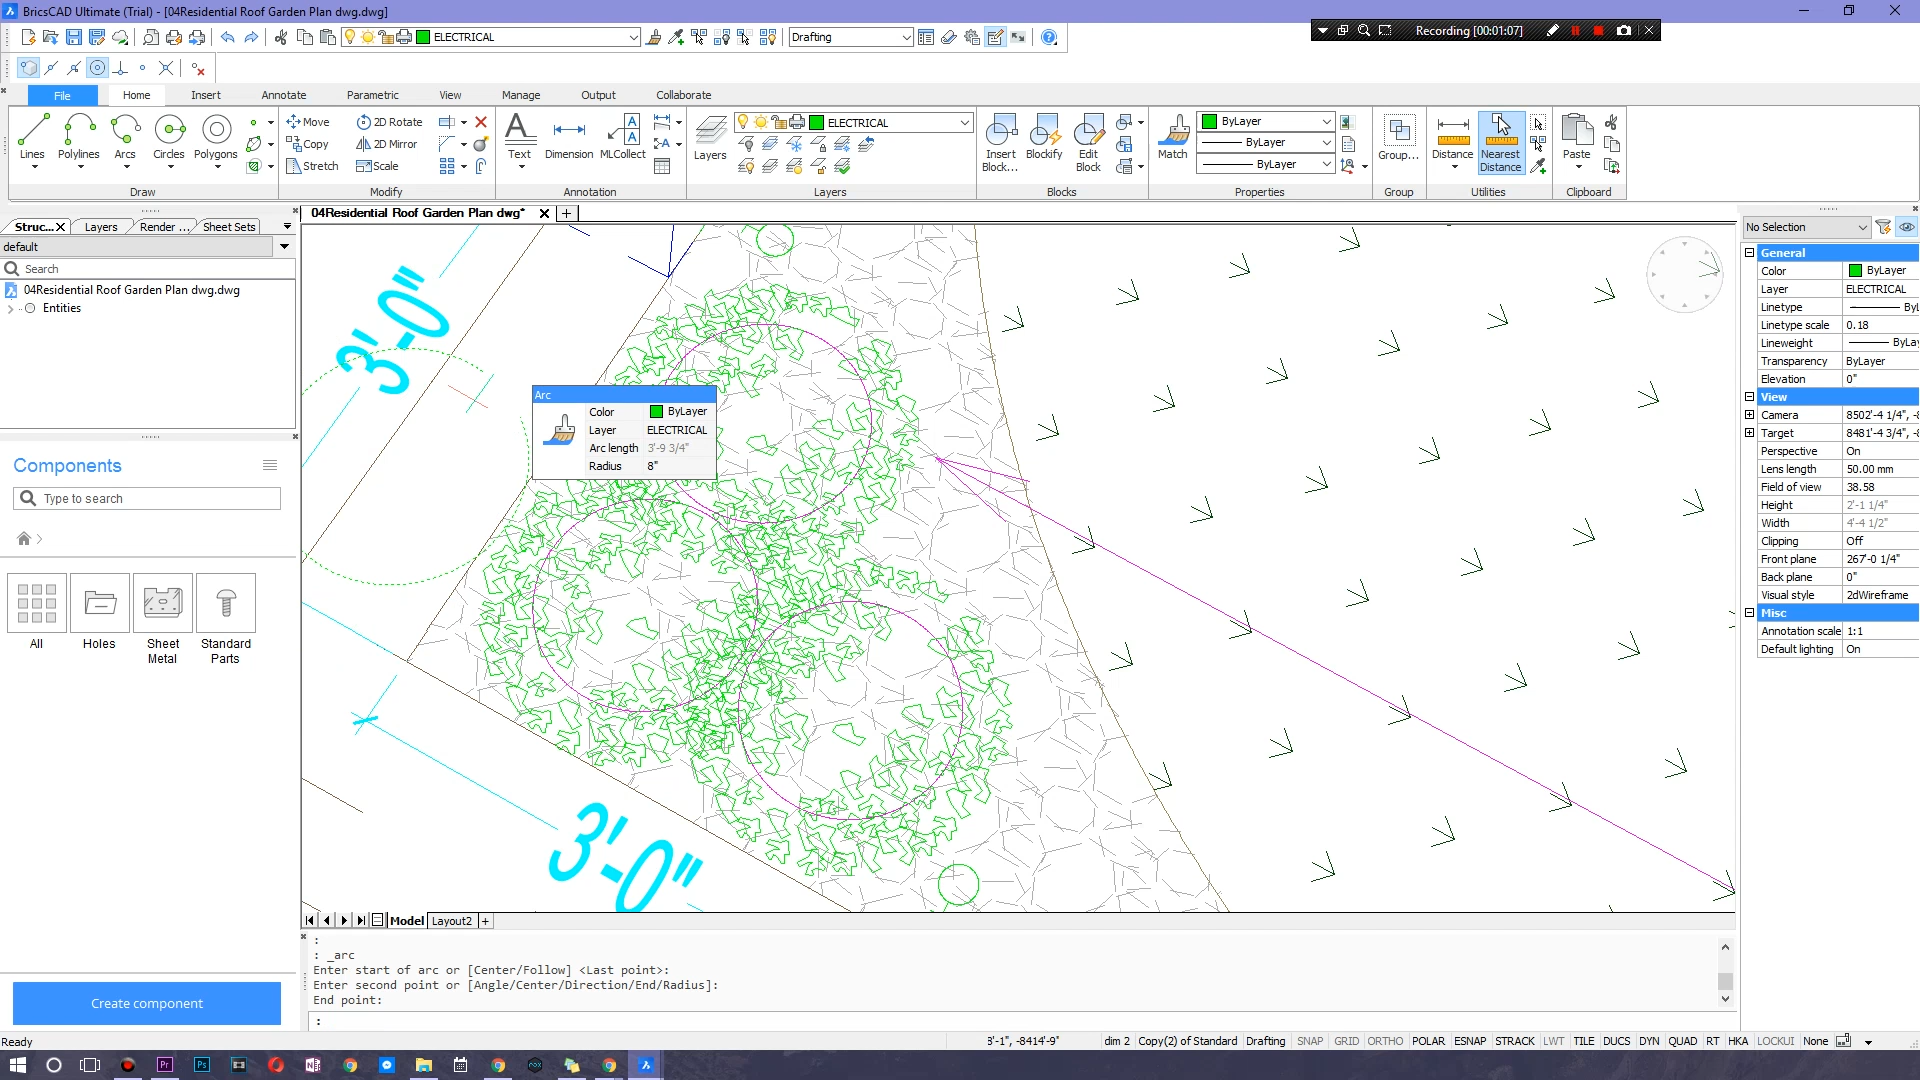 BricsCAD Ultimate (Trial) - [04Residential Roof Garden Plan dwg.dwg]
ELECTRICAL
Drafting
Recording [00:01:07]
File Home Insert Annotate Parametric View Manage Output Collaborate
Lines Polylines Arcs Circles Polygons
Move 2D Rotate
Copy 2D Mirror
Stretch Scale
Text Dimension MLCollect
Layers
ELECTRICAL
Insert Block... Blockify Edit Block
Match
ByLayer
ByLayer
ByLayer
Group...
Distance Nearest Distance
Paste
Draw Modify Annotation Layers Blocks Properties Group Utilities Clipboard
Struc... Layers Render ... Sheet Sets
04Residential Roof Garden Plan dwg*
default
Search
04Residential Roof Garden Plan dwg.dwg
Entities
Components
Type to search
All Holes Sheet Metal Standard Parts
Create component
3'-0"
Arc
Color ByLayer
Layer ELECTRICAL
Arc length 3'-9 3/4"
Radius 8"
3'-0"
No Selection
General
Color ByLayer
Layer ELECTRICAL
Linetype ByL
Linetype scale 0.18
Lineweight ByLay
Transparency ByLayer
Elevation 0"
View
Camera 8502'-4 1/4", -8
Target 8481'-4 3/4", -8
Perspective On
Lens length 50.00 mm
Field of view 38.58
Height 2'-1 1/4"
Width 4'-4 1/2"
Clipping Off
Front plane 267'-0 1/4"
Back plane 0"
Visual style 2dWireframe
Misc
Annotation scale 1:1
Default lighting On
Model Layout2 +
:
: _arc
Enter start of arc or [Center/Follow] <Last point>:
Enter second point or [Angle/Center/Direction/End/Radius]:
End point:
:
Ready
3'-1", -8414'-9" dim 2 Copy(2) of Standard Drafting SNAP GRID ORTHO POLAR ESNAP STRACK LWT TILE DUCS DYN QUAD RT HKA LOCKUI None
Pr Ps